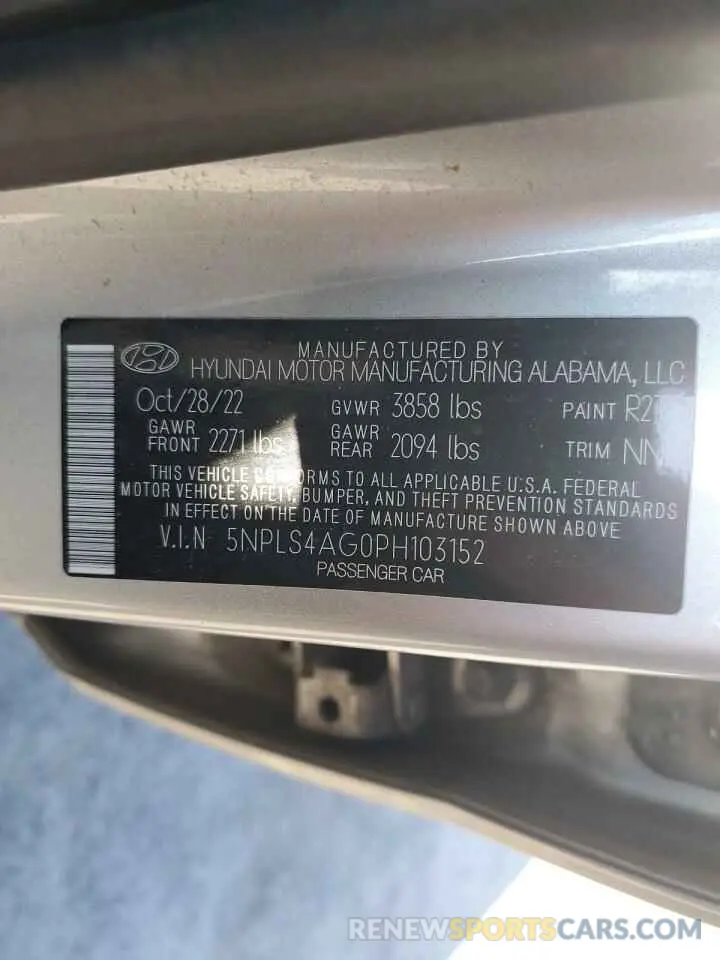 MANUFACTURED BY
HYUNDAI MOTOR MANUFACTURING ALABAMA, LLC
Oct/28/22 GVWR 3858 lbs PAINT
GAWR FRONT 2271 lbs GAWR REAR 2094 lbs TRIM
THIS VEHICLE CONFORMS TO ALL APPLICABLE U.S.A. FEDERAL
MOTOR VEHICLE SAFETY, BUMPER, AND THEFT PREVENTION STANDARDS
IN EFFECT ON THE DATE OF MANUFACTURE SHOWN ABOVE
V.I.N 5NPLS4AG0PH103152
PASSENGER CAR
RENEWSPORTSCARS.COM